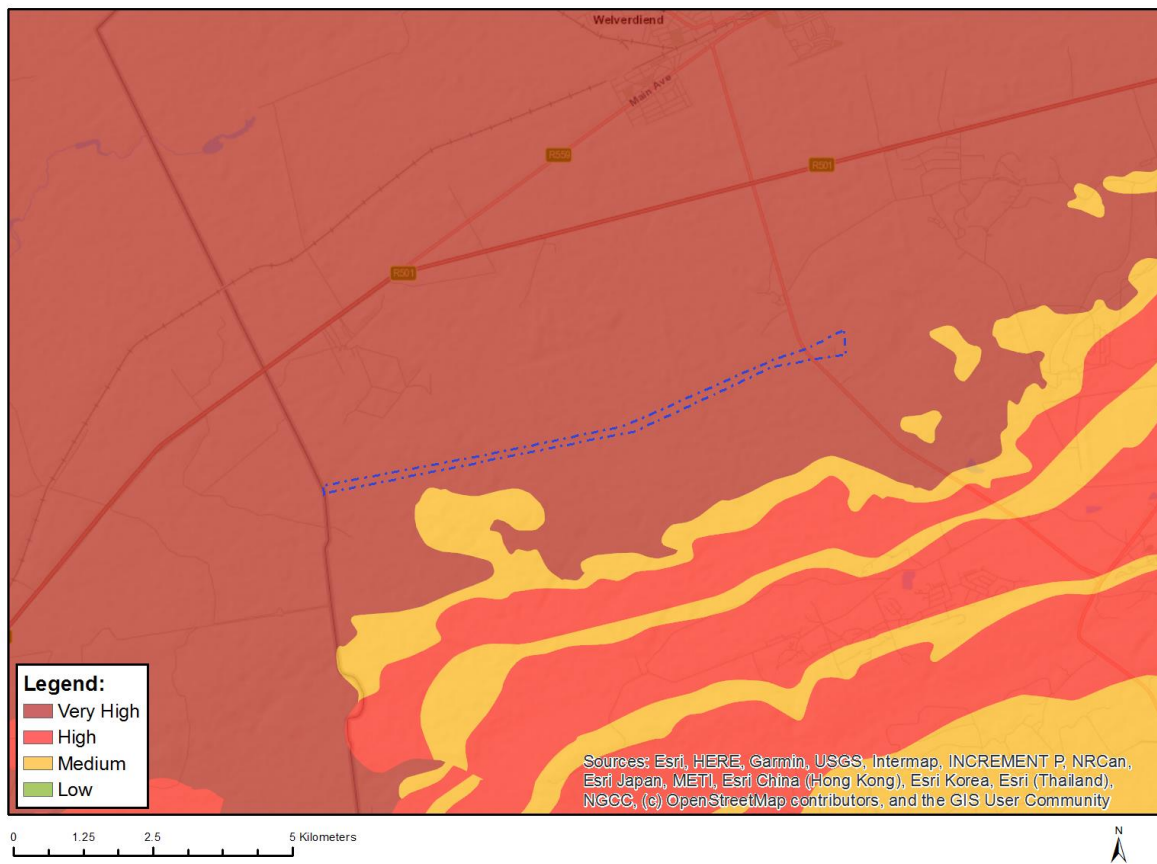 Welverdiend
Main Ave
R559
R501
R501
Legend:
Very High
High
Medium
Low
Sources: Esri, HERE, Garmin, USGS, Intermap, INCREMENT P, NRCan,
Esri Japan, METI, Esri China (Hong Kong), Esri Korea, Esri (Thailand),
NGCC, (c) OpenStreetMap contributors, and the GIS User Community
0 1.25 2.5 5 Kilometers
N